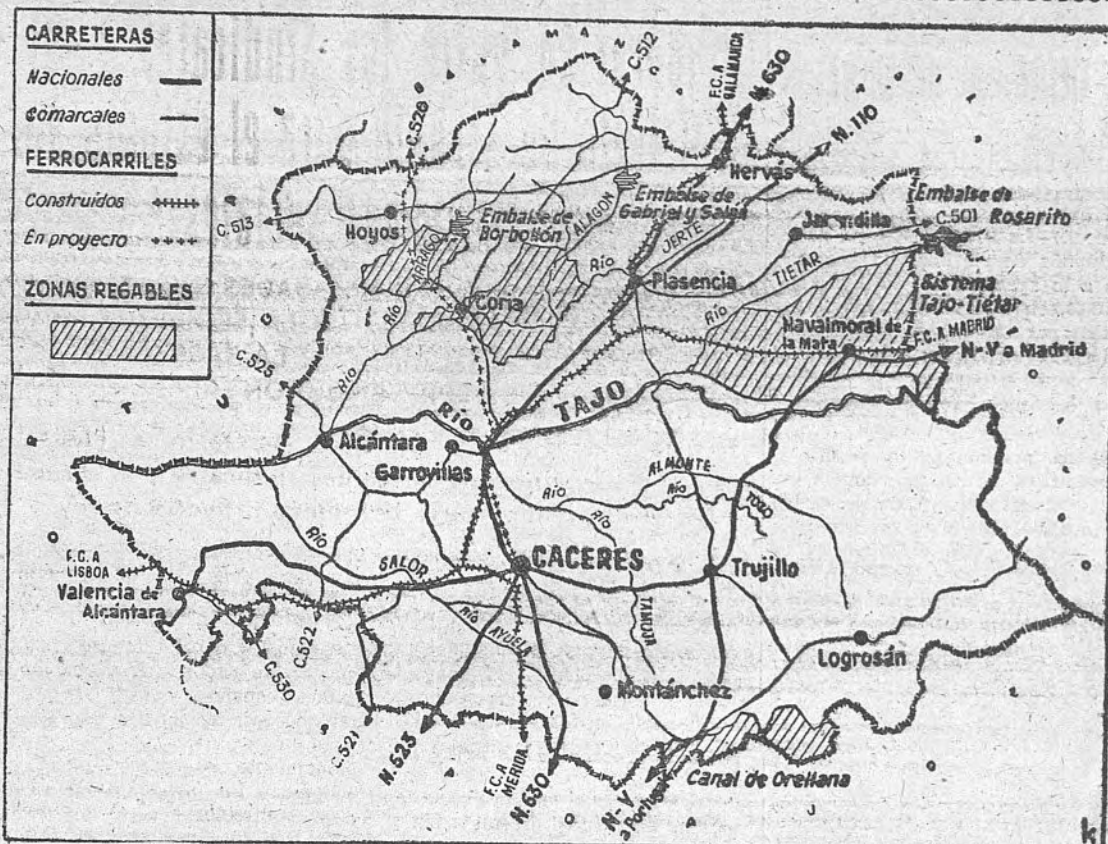 CARRETERAS
Nacionales
Comarcales
FERROCARRILES
Construidos
En proyecto
ZONAS REGABLES
C.526
C.512
F.C.A
SALAMANCA
N.630
N.110
Hervás
C.513
Hoyos
Embalse de
Borbollón
ALAGON
Embalse de
Gabriel y Galán
JERTE
Jarandilla
Embalse de
Rosarito
C.501
ARRAGO
Río
Coria
Río
Plasencia
TIETAR
Río
Sistema
Tajo-Tiétar
Navalmoral de
la Mata
F.C.A MADRID
N-V a Madrid
C.525
Río
RÍO
TAJO
Alcántara
Garrovillas
ALMONTE
Río
Río
TOZO
Río
Río
SALOR
CACERES
Trujillo
F.C.A
LISBOA
Valencia de
Alcántara
C.522
C.530
Río
AYUELA
TAMUJA
Logrosán
Montánchez
C.521
N.523
F.C.A
MERIDA
N.630
N-V
a Portugal
Canal de Orellana
k